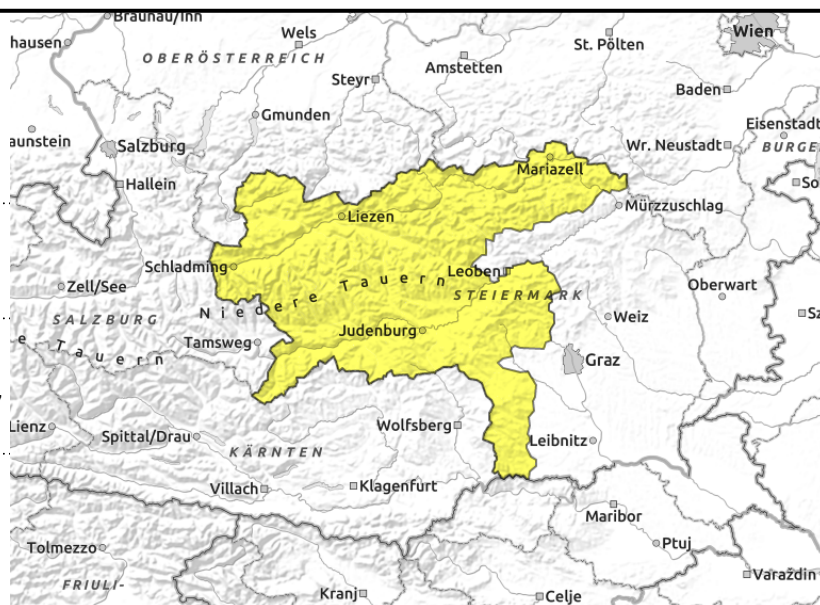 Braunau/Inn
hausen
Wels
Wien
OBERÖSTERREICH
St. Pölten
Amstetten
Steyr
Baden
Gmunden
Eisenstadt
aunstein
Salzburg
Wr. Neustadt
BURGE
Mariazell
Hallein
So
Mürzzuschlag
Liezen
Schladming
Leoben
Zell/See
Niedere Tauern
STEIERMARK
Oberwart
SALZBURG
Weiz
Sz
Judenburg
Tamsweg
e Tauern
Graz
Wolfsberg
Lienz
Spittal/Drau
Leibnitz
KÄRNTEN
Villach
Klagenfurt
Maribor
Tolmezzo
Ptuj
Varaždin
FRIULI-
Kranj
Celje